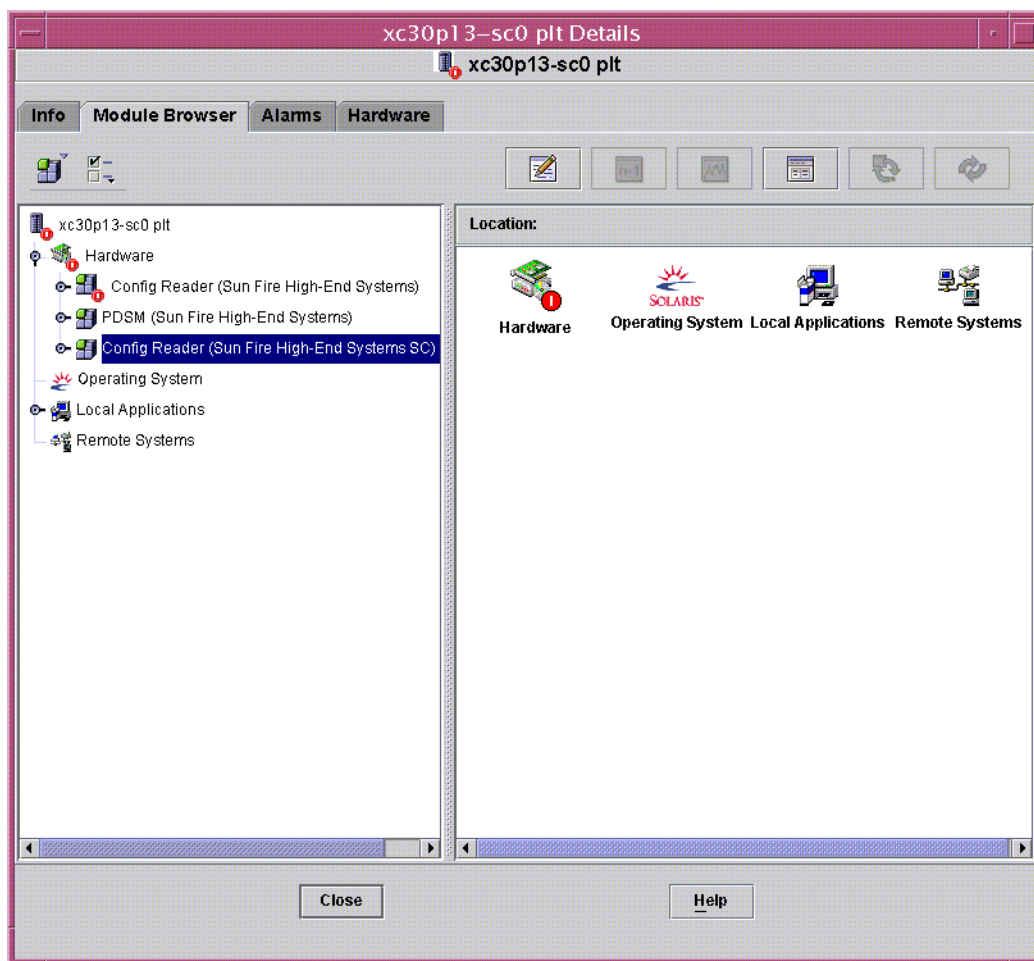 xc30p13–sc0 plt Details
xc30p13-sc0 plt
Info Module Browser Alarms Hardware
xc30p13-sc0 plt
Hardware
Config Reader (Sun Fire High-End Systems)
PDSM (Sun Fire High-End Systems)
Config Reader (Sun Fire High-End Systems SC)
Operating System
Local Applications
Remote Systems
Location:
SOLARIS
Hardware Operating System Local Applications Remote Systems
Close Help